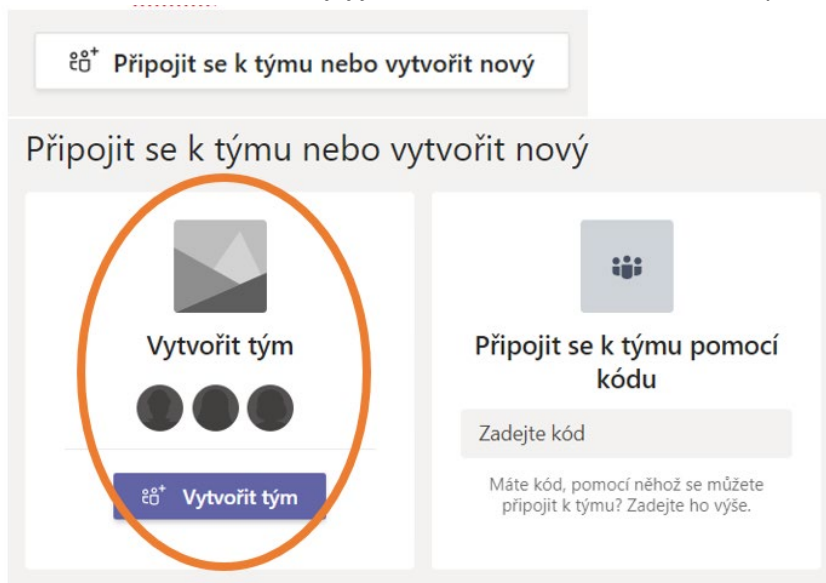 Připojit se k týmu nebo vytvořit nový
Připojit se k týmu nebo vytvořit nový
Vytvořit tým
Vytvořit tým
Připojit se k týmu pomocí
kódu
Zadejte kód
Máte kód, pomocí něhož se můžete
připojit k týmu? Zadejte ho výše.